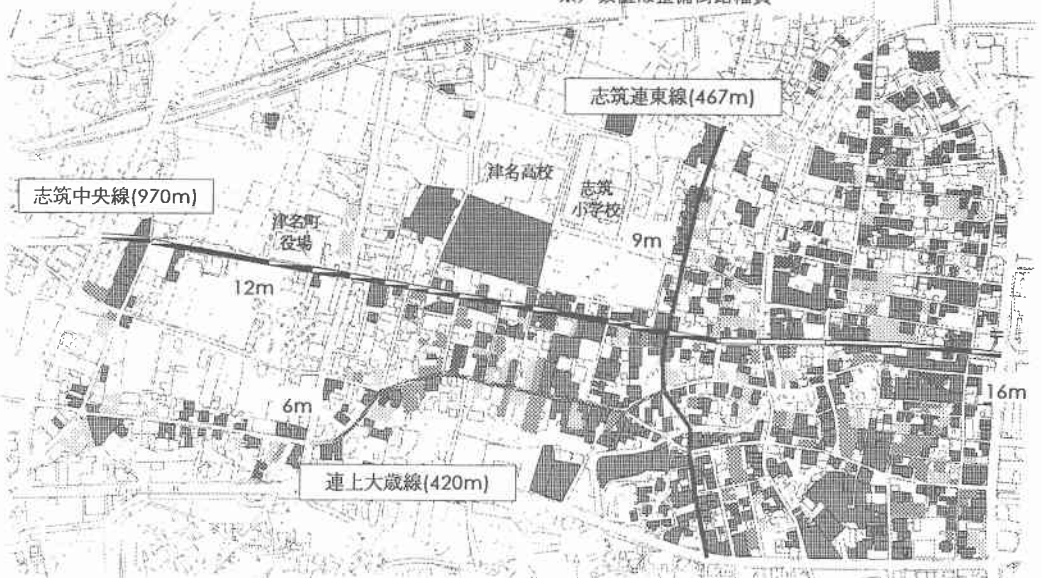 志筑連東線(467m)
津名高校
志筑
小学校
志筑中央線(970m)
津名町
役場
9m
12m
16m
6m
連上大歳線(420m)